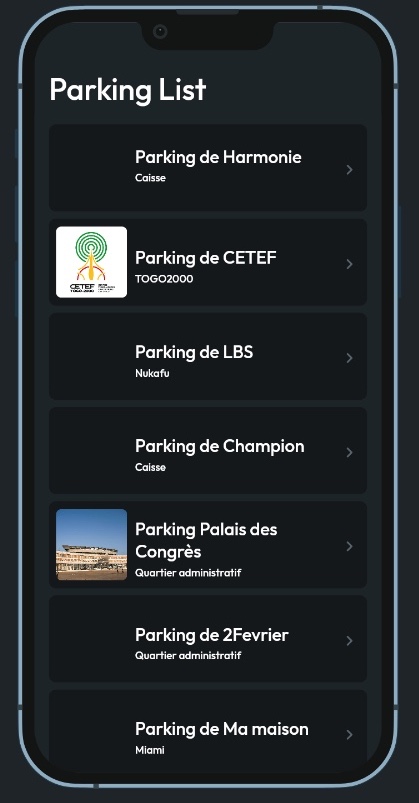 Parking List
Parking de Harmonie
Caisse
CETEF
TOGO 2000
Parking de CETEF
TOGO2000
Parking de LBS
Nukafu
Parking de Champion
Caisse
Parking Palais des
Congrès
Quartier administratif
Parking de 2Fevrier
Quartier administratif
Parking de Ma maison
Miami